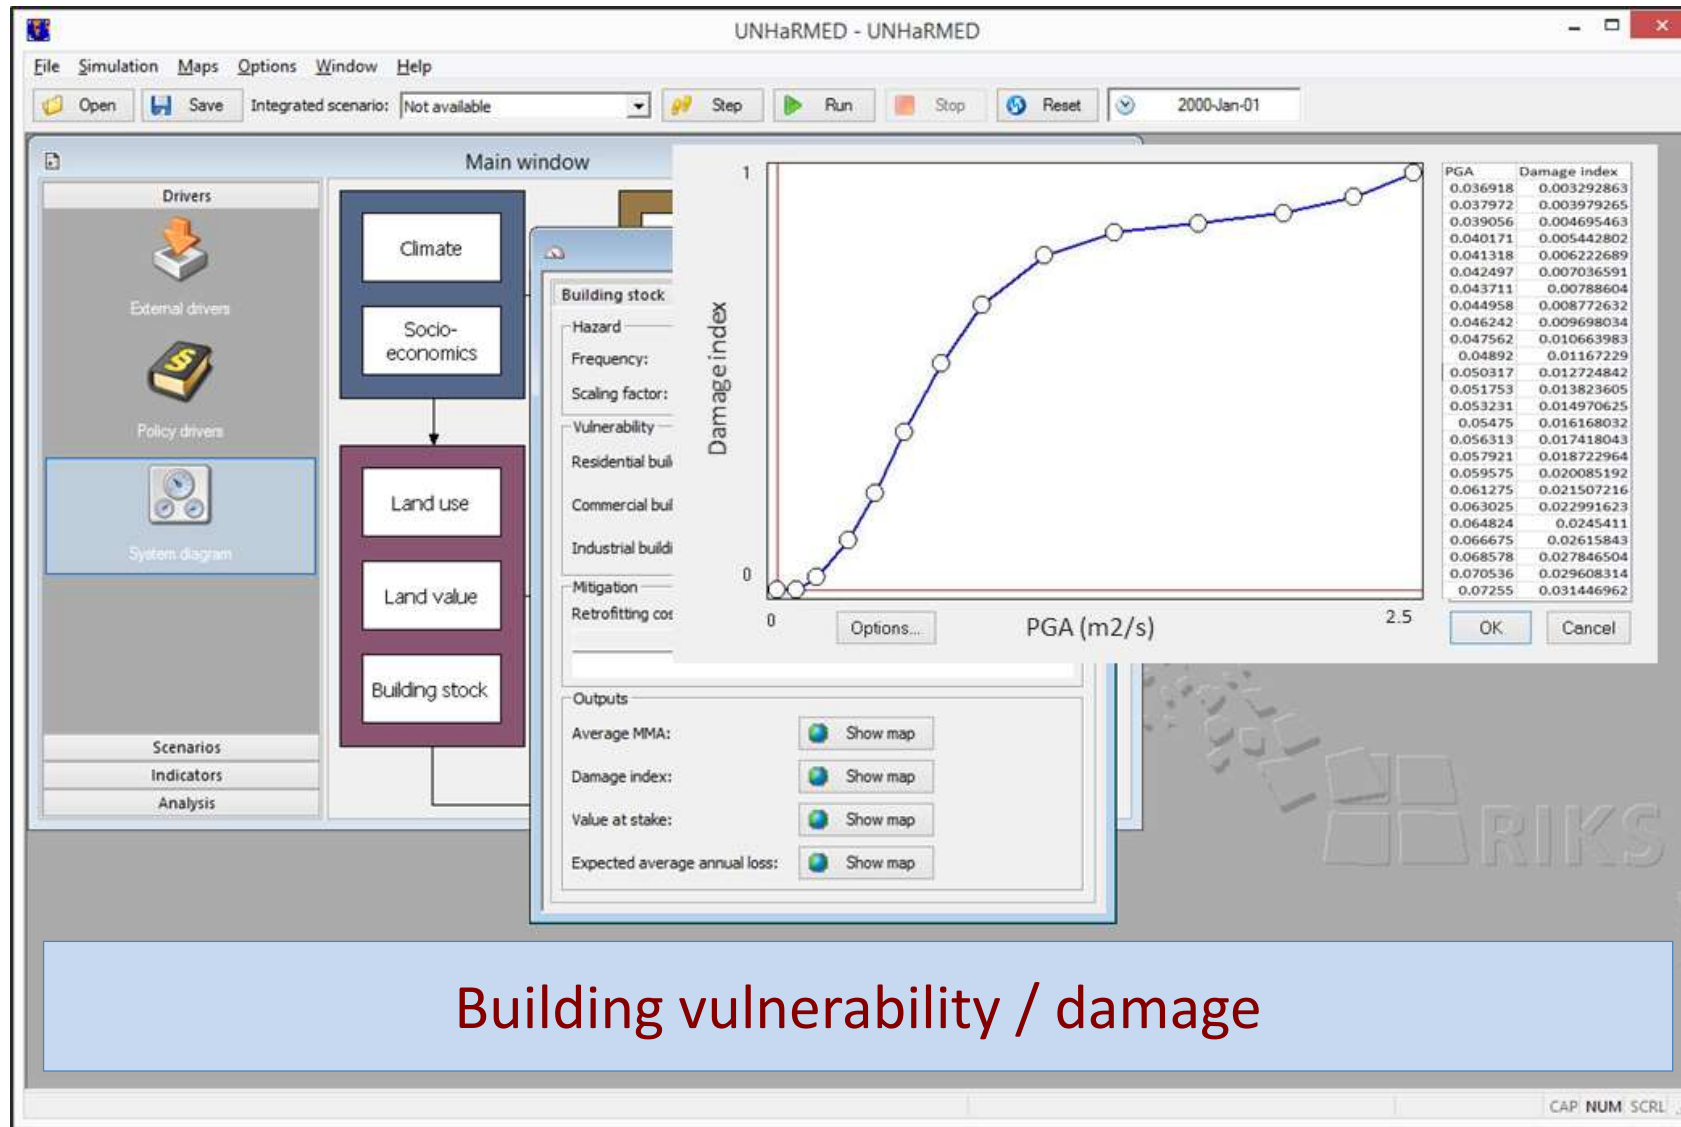 UNHaRMED - UNHaRMED
File Simulation Maps Options Window Help
Open Save Integrated scenario: Not available Step Run Stop Reset 2000-Jan-01
Main window
Drivers
External drivers
Policy drivers
System diagram
Scenarios
Indicators
Analysis
Climate
Socio-
economics
Land use
Land value
Building stock
Building stock
Hazard
Frequency:
Scaling factor:
Vulnerability
Residential buil
Commercial buil
Industrial buildi
Mitigation
Retrofitting cos
Outputs
Average MMA: Show map
Damage index: Show map
Value at stake: Show map
Expected average annual loss: Show map
1
Damage index
0
0
PGA (m2/s)
2.5
Options...
PGA Damage index
0.036918 0.003292863
0.037972 0.003979265
0.039056 0.004695463
0.040171 0.005442802
0.041318 0.006222689
0.042497 0.007036591
0.043711 0.00788604
0.044958 0.008772632
0.046242 0.009698034
0.047562 0.010663983
0.04892 0.01167229
0.050317 0.012724842
0.051753 0.013823605
0.053231 0.014970625
0.05475 0.016168032
0.056313 0.017418043
0.057921 0.018722964
0.059575 0.020085192
0.061275 0.021507216
0.063025 0.022991623
0.064824 0.0245411
0.066675 0.02615843
0.068578 0.027846504
0.070536 0.029608314
0.07255 0.031446962
OK Cancel
RIKS
Building vulnerability / damage
CAP NUM SCRL